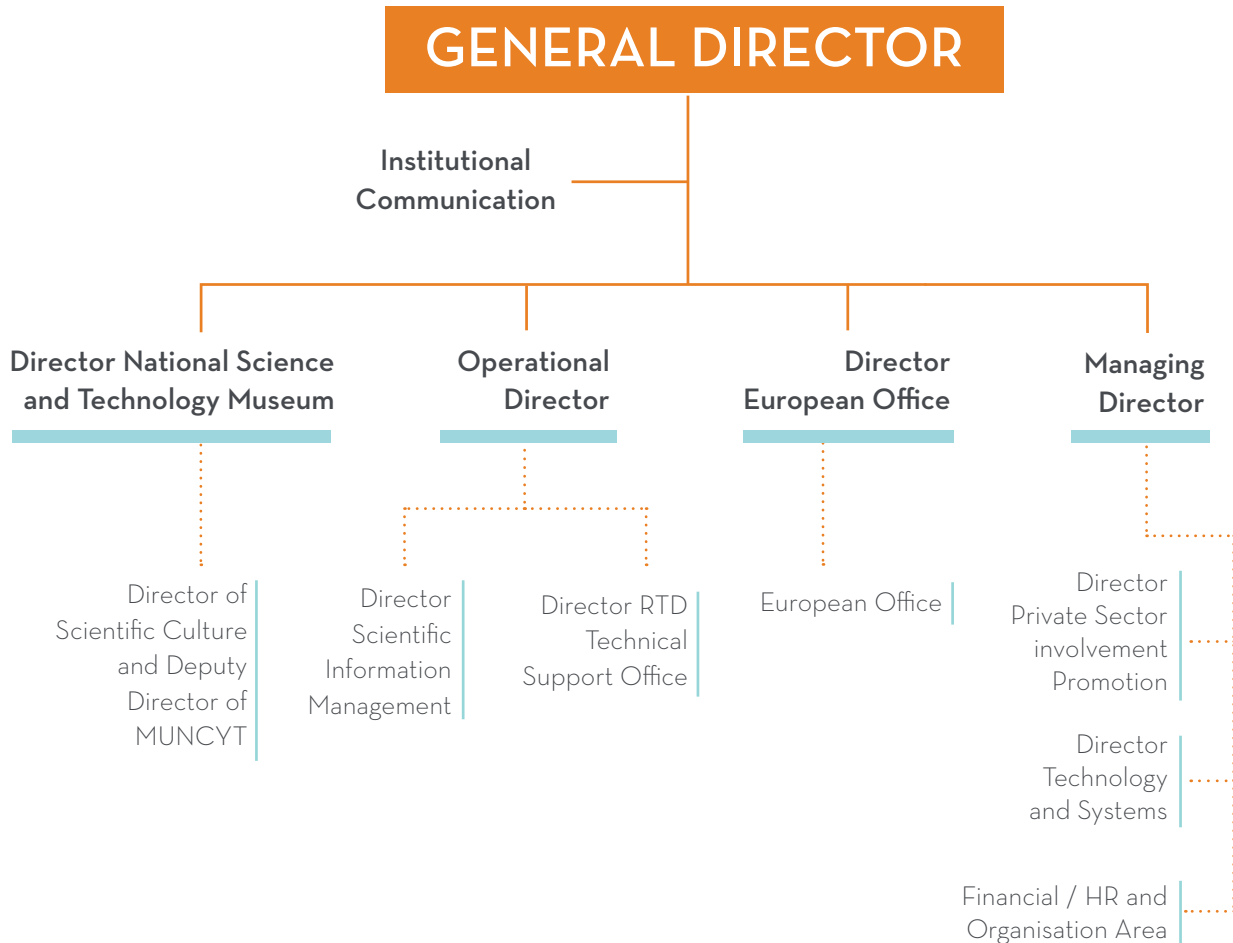 GENERAL DIRECTOR
Institutional
Communication
Director National Science
and Technology Museum
Operational
Director
Director
European Office
Managing
Director
Director of
Scientific Culture
and Deputy
Director of
MUNCYT
Director
Scientific
Information
Management
Director RTD
Technical
Support Office
European Office
Director
Private Sector
involvement
Promotion
Director
Technology
and Systems
Financial / HR and
Organisation Area